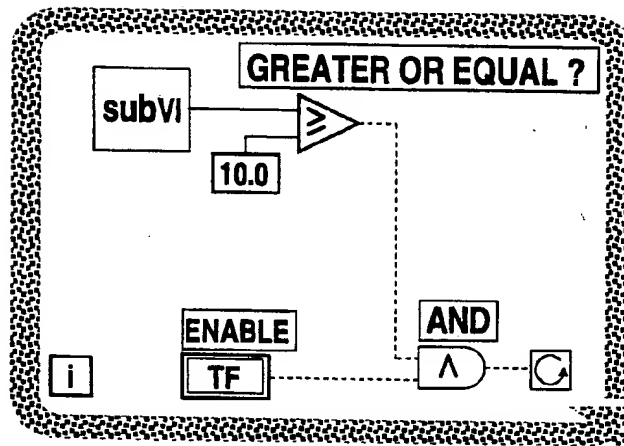 GREATER OR EQUAL ?
subVI
≥
10.0
ENABLE
AND
i
TF
∧